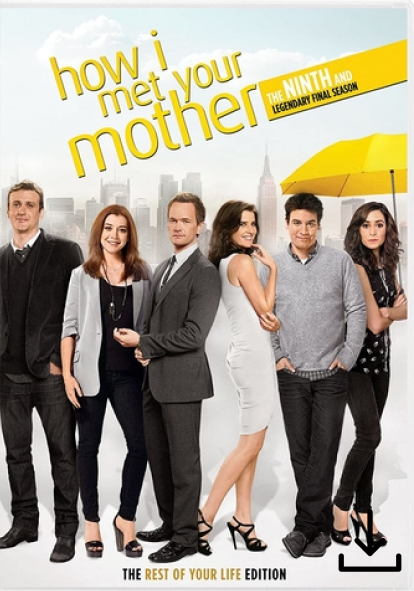 how i
met your
mother
THE NINTH AND
LEGENDARY FINAL SEASON
THE REST OF YOUR LIFE EDITION